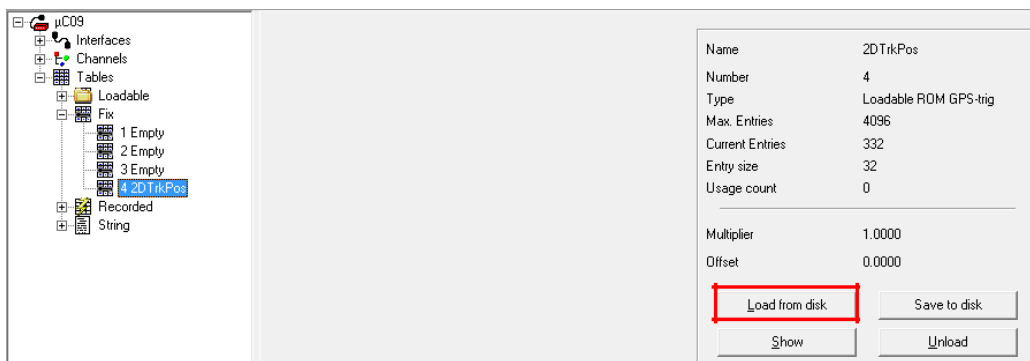 µC09
Interfaces
Channels
Tables
Loadable
Fix
1 Empty
2 Empty
3 Empty
4 2DTrkPos
Recorded
String
Name 2DTrkPos
Number 4
Type Loadable ROM GPS-trig
Max. Entries 4096
Current Entries 332
Entry size 32
Usage count 0
Multiplier 1.0000
Offset 0.0000
Load from disk Save to disk
Show Unload